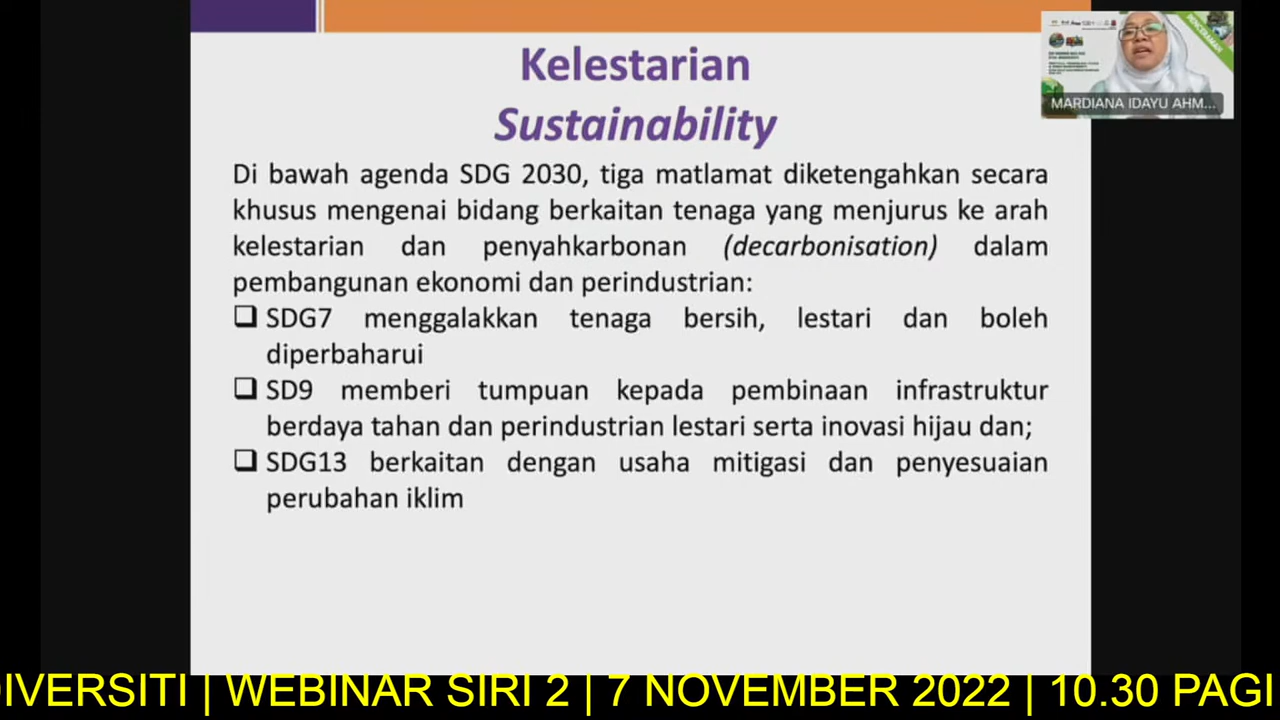 Kelestarian
Sustainability
Di bawah agenda SDG 2030, tiga matlamat diketengahkan secara
khusus mengenai bidang berkaitan tenaga yang menjurus ke arah
kelestarian dan penyahkarbonan (decarbonisation) dalam
pembangunan ekonomi dan perindustrian:
SDG7 menggalakkan tenaga bersih, lestari dan boleh
diperbaharui
SD9 memberi tumpuan kepada pembinaan infrastruktur
berdaya tahan dan perindustrian lestari serta inovasi hijau dan;
SDG13 berkaitan dengan usaha mitigasi dan penyesuaian
perubahan iklim
PENCERAMAH
MARDIANA IDAYU AHM...
IVERSITI | WEBINAR SIRI 2 | 7 NOVEMBER 2022 | 10.30 PAGI